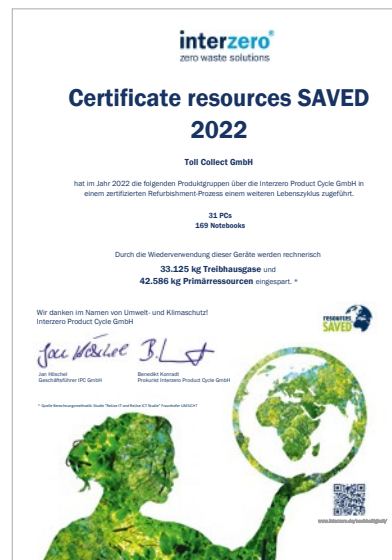 interzero®
zero waste solutions
Certificate resources SAVED
2022
Toll Collect GmbH
hat im Jahr 2022 die folgenden Produktgruppen über die Interzero Product Cycle GmbH in
einem zertifizierten Refurbishment-Prozess einem weiteren Lebenszyklus zugeführt.
31 PCs
169 Notebooks
Durch die Wiederverwendung dieser Geräte werden rechnerisch
33.125 kg Treibhausgase und
42.586 kg Primärressourcen eingespart. *
Wir danken im Namen von Umwelt- und Klimaschutz!
Interzero Product Cycle GmbH
resources
SAVED
Jan Höschel
Geschäftsführer IPC GmbH
Benedikt Konradt
Prokurist Interzero Product Cycle GmbH